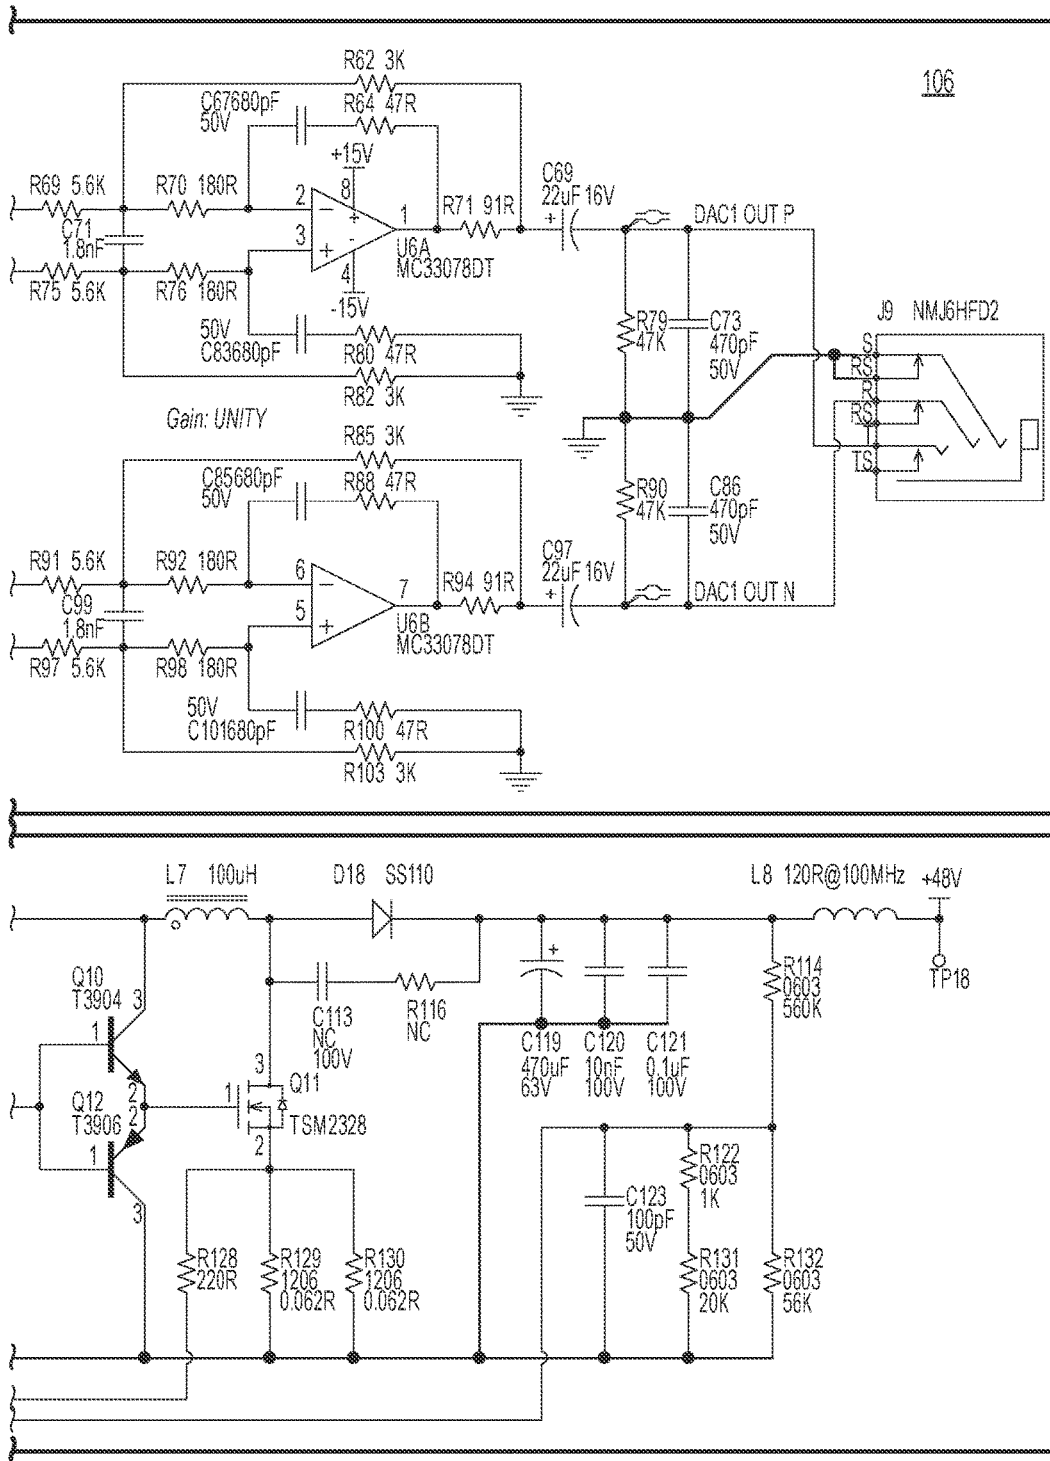 106
R62 3K
C67680pF
50V
R64 47R
+15V
R69 5.6K
R70 180R
2
8
1
R71 91R
C69
22uF 16V
+
DAC1 OUT P
C71
1.8nF
3
U6A
MC33078DT
4
-15V
R75 5.6K
R76 180R
50V
C83680pF
R80 47R
R82 3K
R79
47K
C73
470pF
50V
J9 NMJ6HFD2
S
RS
R
RS
T
TS
Gain: UNITY
R85 3K
C85680pF
50V
R88 47R
R90
47K
C86
470pF
50V
R91 5.6K
R92 180R
6
7
R94 91R
C97
22uF 16V
+
DAC1 OUT N
C99
1.8nF
5
U6B
MC33078DT
R97 5.6K
R98 180R
50V
C101680pF
R100 47R
R103 3K
L7 100uH
D18 SS110
L8 120R@100MHz
+48V
TP18
Q10
T3904
3
1
2
C113
NC
100V
R116
NC
+
C119
470uF
63V
C120
10nF
100V
C121
0.1uF
100V
R114
0603
560K
Q12
T3906
2
1
3
3
1
2
Q11
TSM2328
R122
0603
1K
C123
100pF
50V
R128
220R
R129
1206
0.062R
R130
1206
0.062R
R131
0603
20K
R132
0603
56K